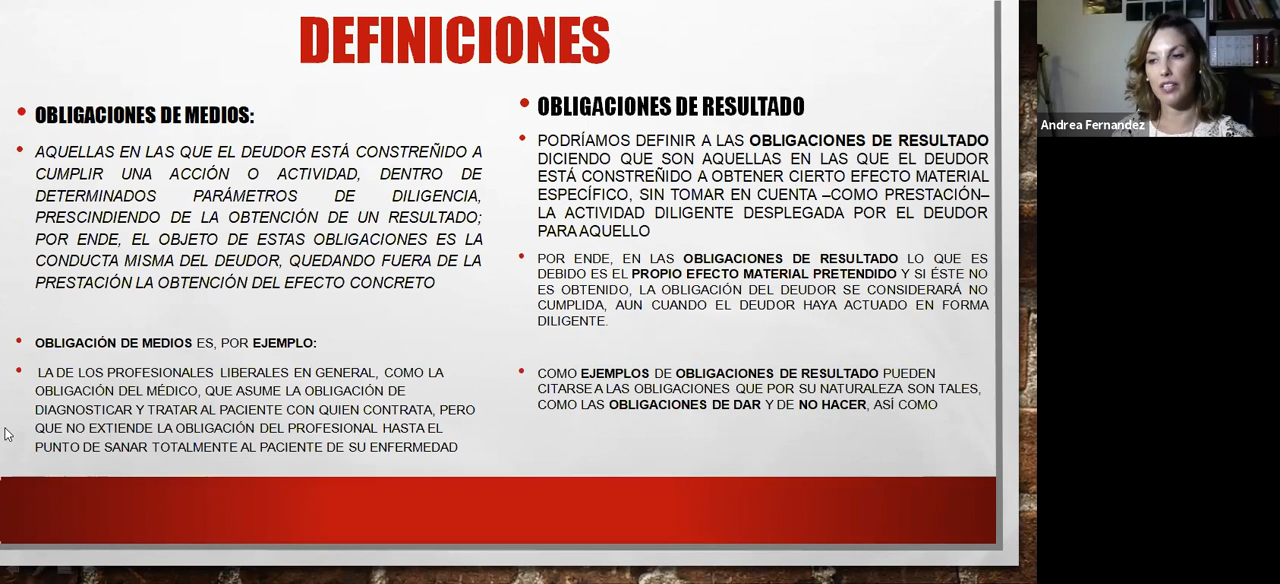 DEFINICIONES
OBLIGACIONES DE MEDIOS:
AQUELLAS EN LAS QUE EL DEUDOR ESTÁ CONSTREÑIDO A
CUMPLIR UNA ACCIÓN O ACTIVIDAD, DENTRO DE
DETERMINADOS PARÁMETROS DE DILIGENCIA,
PRESCINDIENDO DE LA OBTENCIÓN DE UN RESULTADO;
POR ENDE, EL OBJETO DE ESTAS OBLIGACIONES ES LA
CONDUCTA MISMA DEL DEUDOR, QUEDANDO FUERA DE LA
PRESTACIÓN LA OBTENCIÓN DEL EFECTO CONCRETO
OBLIGACIÓN DE MEDIOS ES, POR EJEMPLO:
LA DE LOS PROFESIONALES LIBERALES EN GENERAL, COMO LA
OBLIGACIÓN DEL MÉDICO, QUE ASUME LA OBLIGACIÓN DE
DIAGNOSTICAR Y TRATAR AL PACIENTE CON QUIEN CONTRATA, PERO
QUE NO EXTIENDE LA OBLIGACIÓN DEL PROFESIONAL HASTA EL
PUNTO DE SANAR TOTALMENTE AL PACIENTE DE SU ENFERMEDAD
OBLIGACIONES DE RESULTADO
PODRÍAMOS DEFINIR A LAS OBLIGACIONES DE RESULTADO
DICIENDO QUE SON AQUELLAS EN LAS QUE EL DEUDOR
ESTÁ CONSTREÑIDO A OBTENER CIERTO EFECTO MATERIAL
ESPECÍFICO, SIN TOMAR EN CUENTA –COMO PRESTACIÓN–
LA ACTIVIDAD DILIGENTE DESPLEGADA POR EL DEUDOR
PARA AQUELLO
POR ENDE, EN LAS OBLIGACIONES DE RESULTADO LO QUE ES
DEBIDO ES EL PROPIO EFECTO MATERIAL PRETENDIDO Y SI ÉSTE NO
ES OBTENIDO, LA OBLIGACIÓN DEL DEUDOR SE CONSIDERARÁ NO
CUMPLIDA, AUN CUANDO EL DEUDOR HAYA ACTUADO EN FORMA
DILIGENTE.
COMO EJEMPLOS DE OBLIGACIONES DE RESULTADO PUEDEN
CITARSE A LAS OBLIGACIONES QUE POR SU NATURALEZA SON TALES,
COMO LAS OBLIGACIONES DE DAR Y DE NO HACER, ASÍ COMO
Andrea Fernandez